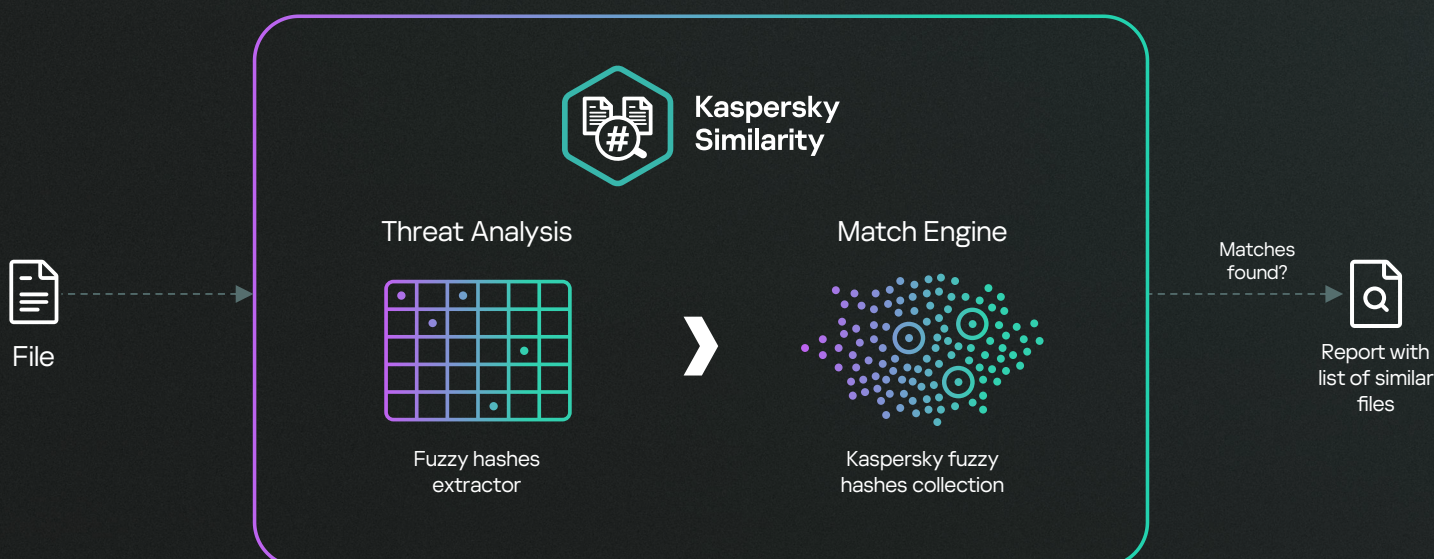 Kaspersky
Similarity
Threat Analysis
Match Engine
File
Matches
found?
Report with
list of similar
files
Fuzzy hashes
extractor
Kaspersky fuzzy
hashes collection
#